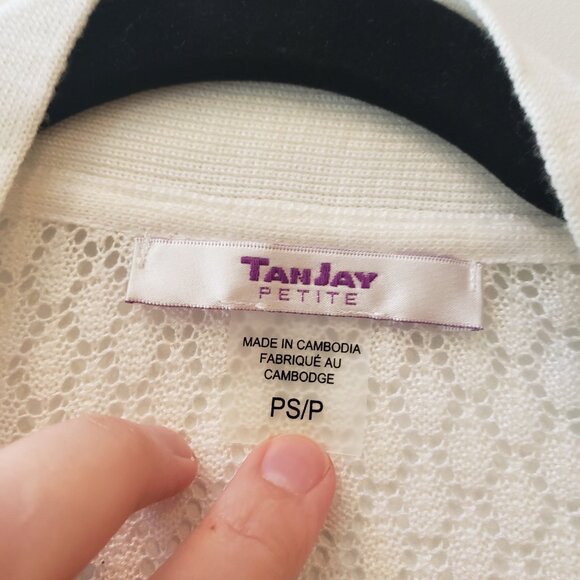 TANJAY
PETITE
MADE IN CAMBODIA
FABRIQUÉ AU
CAMBODGE
PS/P